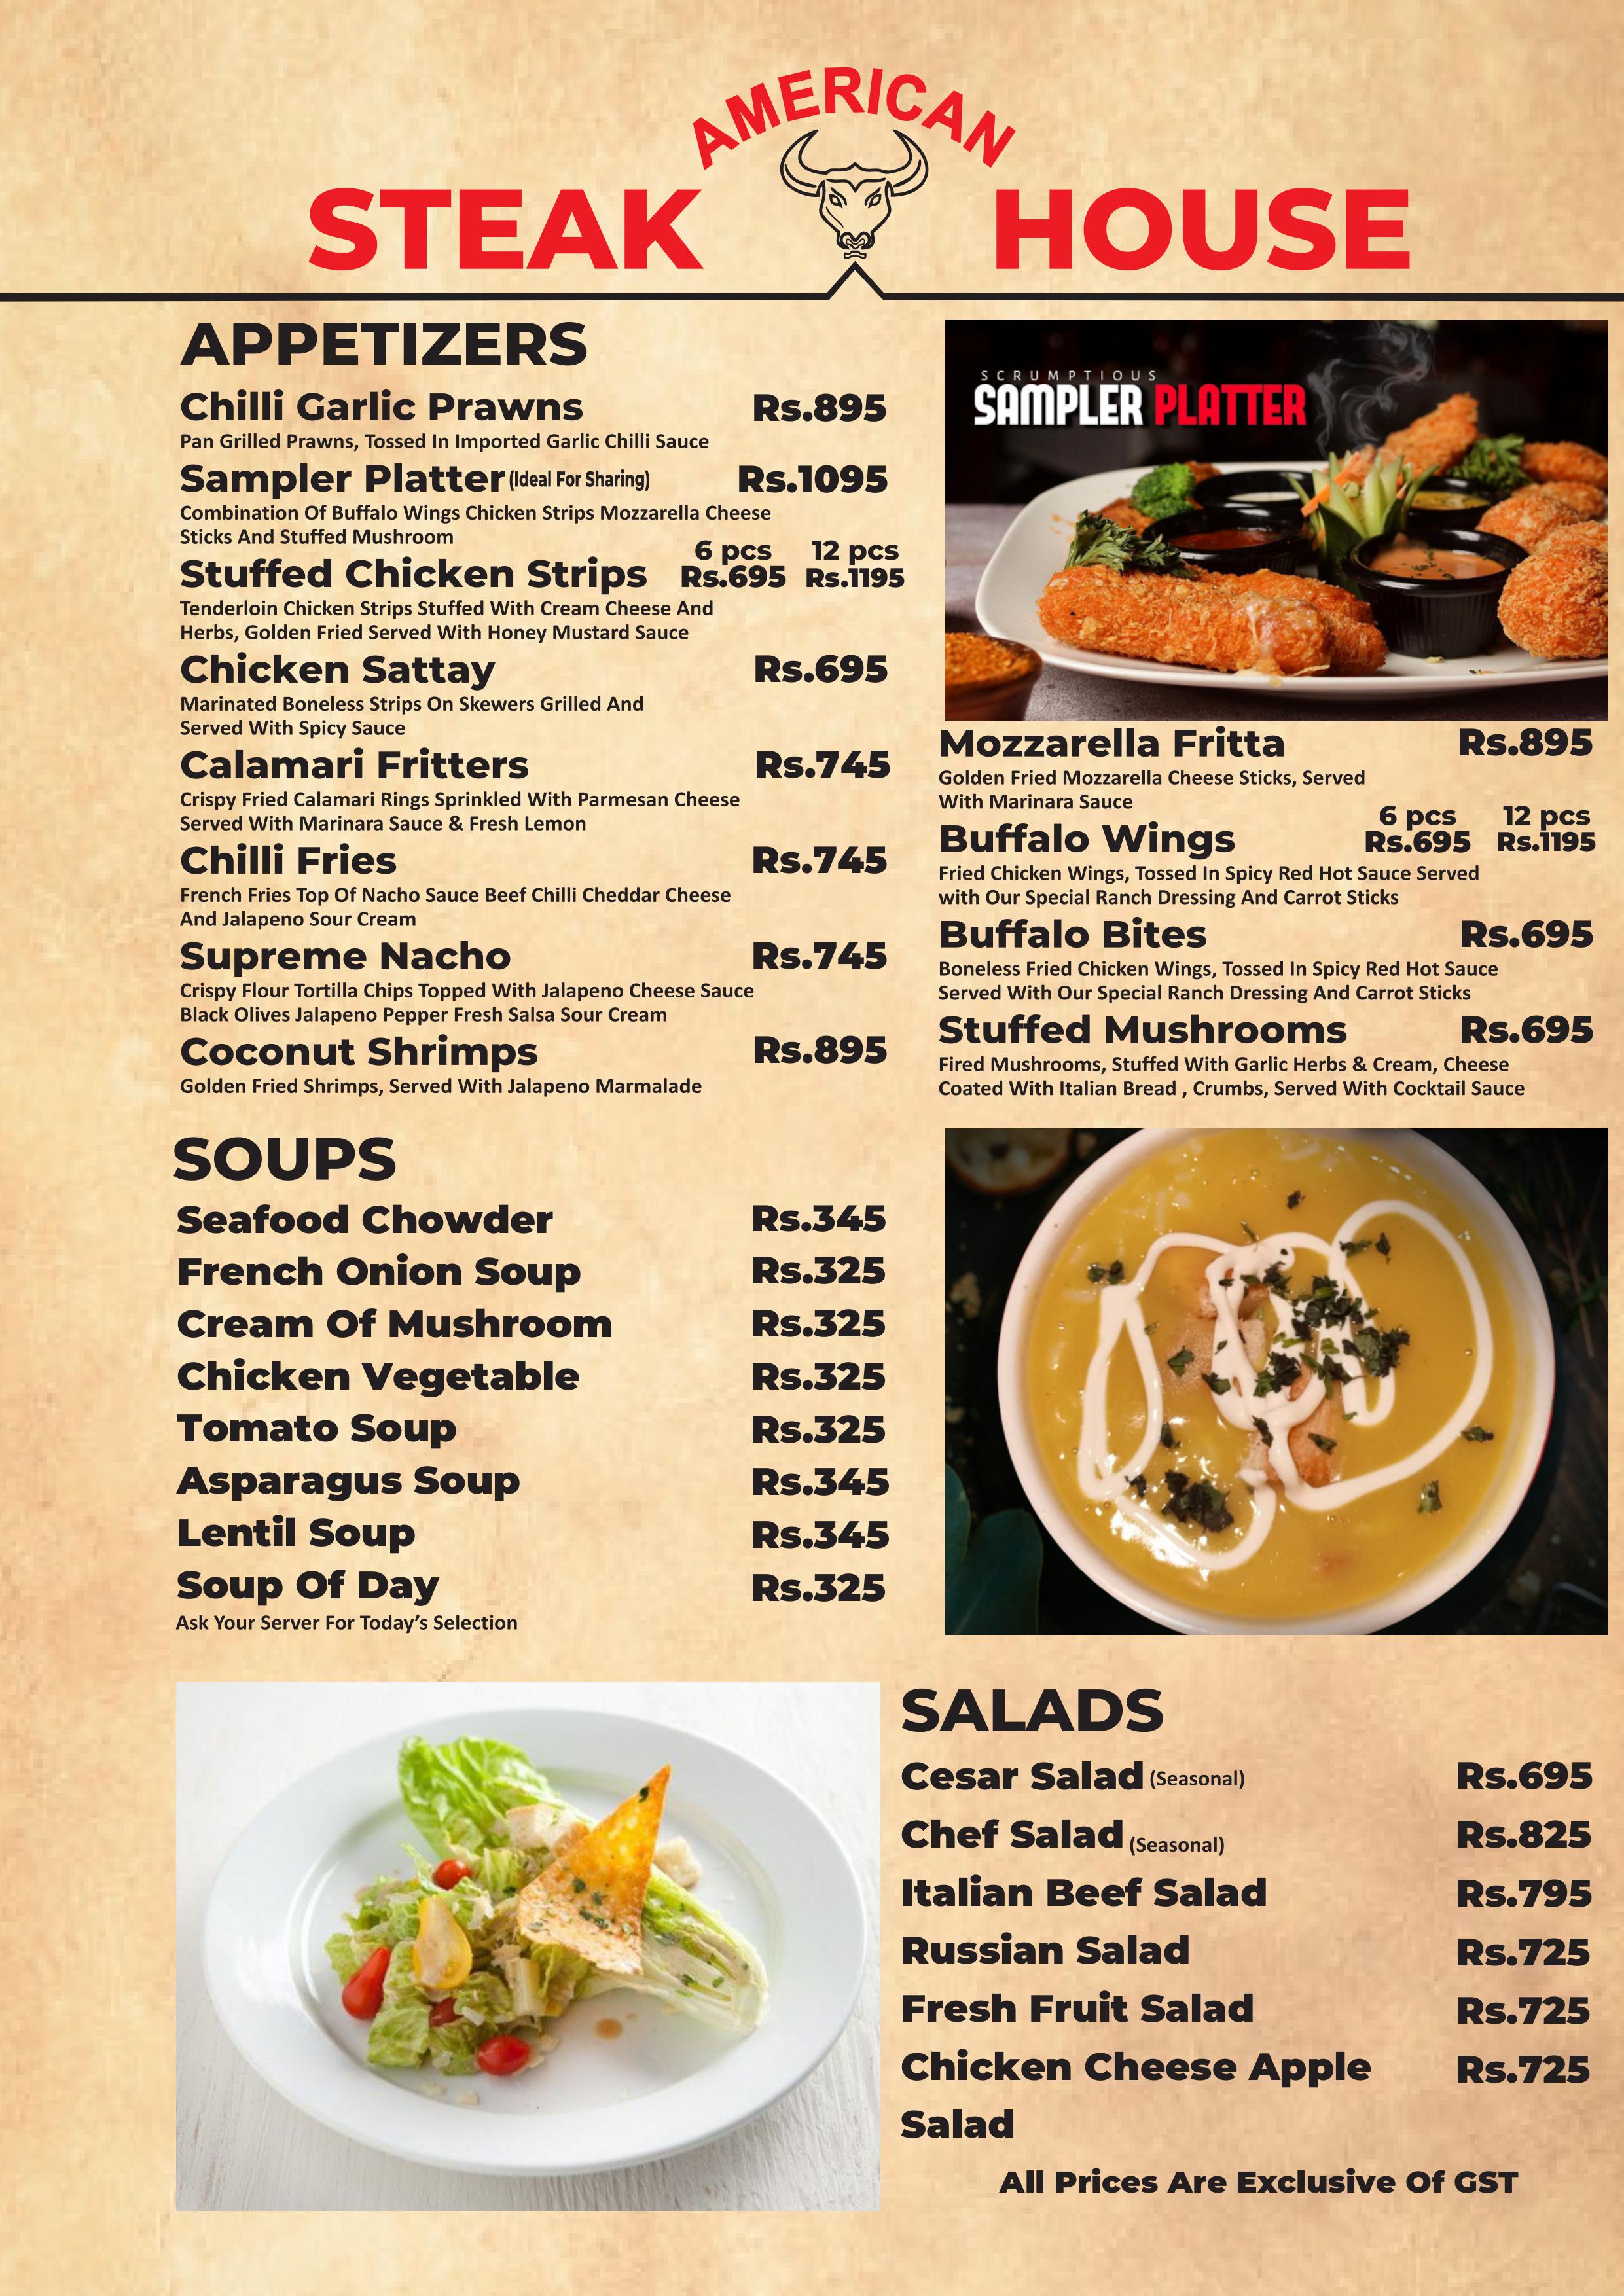 AMERICAN
STEAK HOUSE
APPETIZERS
Chilli Garlic Prawns Rs.895
Pan Grilled Prawns, Tossed In Imported Garlic Chilli Sauce
Sampler Platter (Ideal For Sharing) Rs.1095
Combination Of Buffalo Wings Chicken Strips Mozzarella Cheese
Sticks And Stuffed Mushroom
6 pcs 12 pcs
Stuffed Chicken Strips Rs.695 Rs.1195
Tenderloin Chicken Strips Stuffed With Cream Cheese And
Herbs, Golden Fried Served With Honey Mustard Sauce
Chicken Sattay Rs.695
Marinated Boneless Strips On Skewers Grilled And
Served With Spicy Sauce
Calamari Fritters Rs.745
Crispy Fried Calamari Rings Sprinkled With Parmesan Cheese
Served With Marinara Sauce & Fresh Lemon
Chilli Fries Rs.745
French Fries Top Of Nacho Sauce Beef Chilli Cheddar Cheese
And Jalapeno Sour Cream
Supreme Nacho Rs.745
Crispy Flour Tortilla Chips Topped With Jalapeno Cheese Sauce
Black Olives Jalapeno Pepper Fresh Salsa Sour Cream
Coconut Shrimps Rs.895
Golden Fried Shrimps, Served With Jalapeno Marmalade
SCRUMPTIOUS
SAMPLER PLATTER
Mozzarella Fritta Rs.895
Golden Fried Mozzarella Cheese Sticks, Served
With Marinara Sauce
6 pcs 12 pcs
Buffalo Wings Rs.695 Rs.1195
Fried Chicken Wings, Tossed In Spicy Red Hot Sauce Served
with Our Special Ranch Dressing And Carrot Sticks
Buffalo Bites Rs.695
Boneless Fried Chicken Wings, Tossed In Spicy Red Hot Sauce
Served With Our Special Ranch Dressing And Carrot Sticks
Stuffed Mushrooms Rs.695
Fired Mushrooms, Stuffed With Garlic Herbs & Cream, Cheese
Coated With Italian Bread , Crumbs, Served With Cocktail Sauce
SOUPS
Seafood Chowder Rs.345
French Onion Soup Rs.325
Cream Of Mushroom Rs.325
Chicken Vegetable Rs.325
Tomato Soup Rs.325
Asparagus Soup Rs.345
Lentil Soup Rs.345
Soup Of Day Rs.325
Ask Your Server For Today's Selection
SALADS
Cesar Salad (Seasonal) Rs.695
Chef Salad (Seasonal) Rs.825
Italian Beef Salad Rs.795
Russian Salad Rs.725
Fresh Fruit Salad Rs.725
Chicken Cheese Apple Rs.725
Salad
All Prices Are Exclusive Of GST